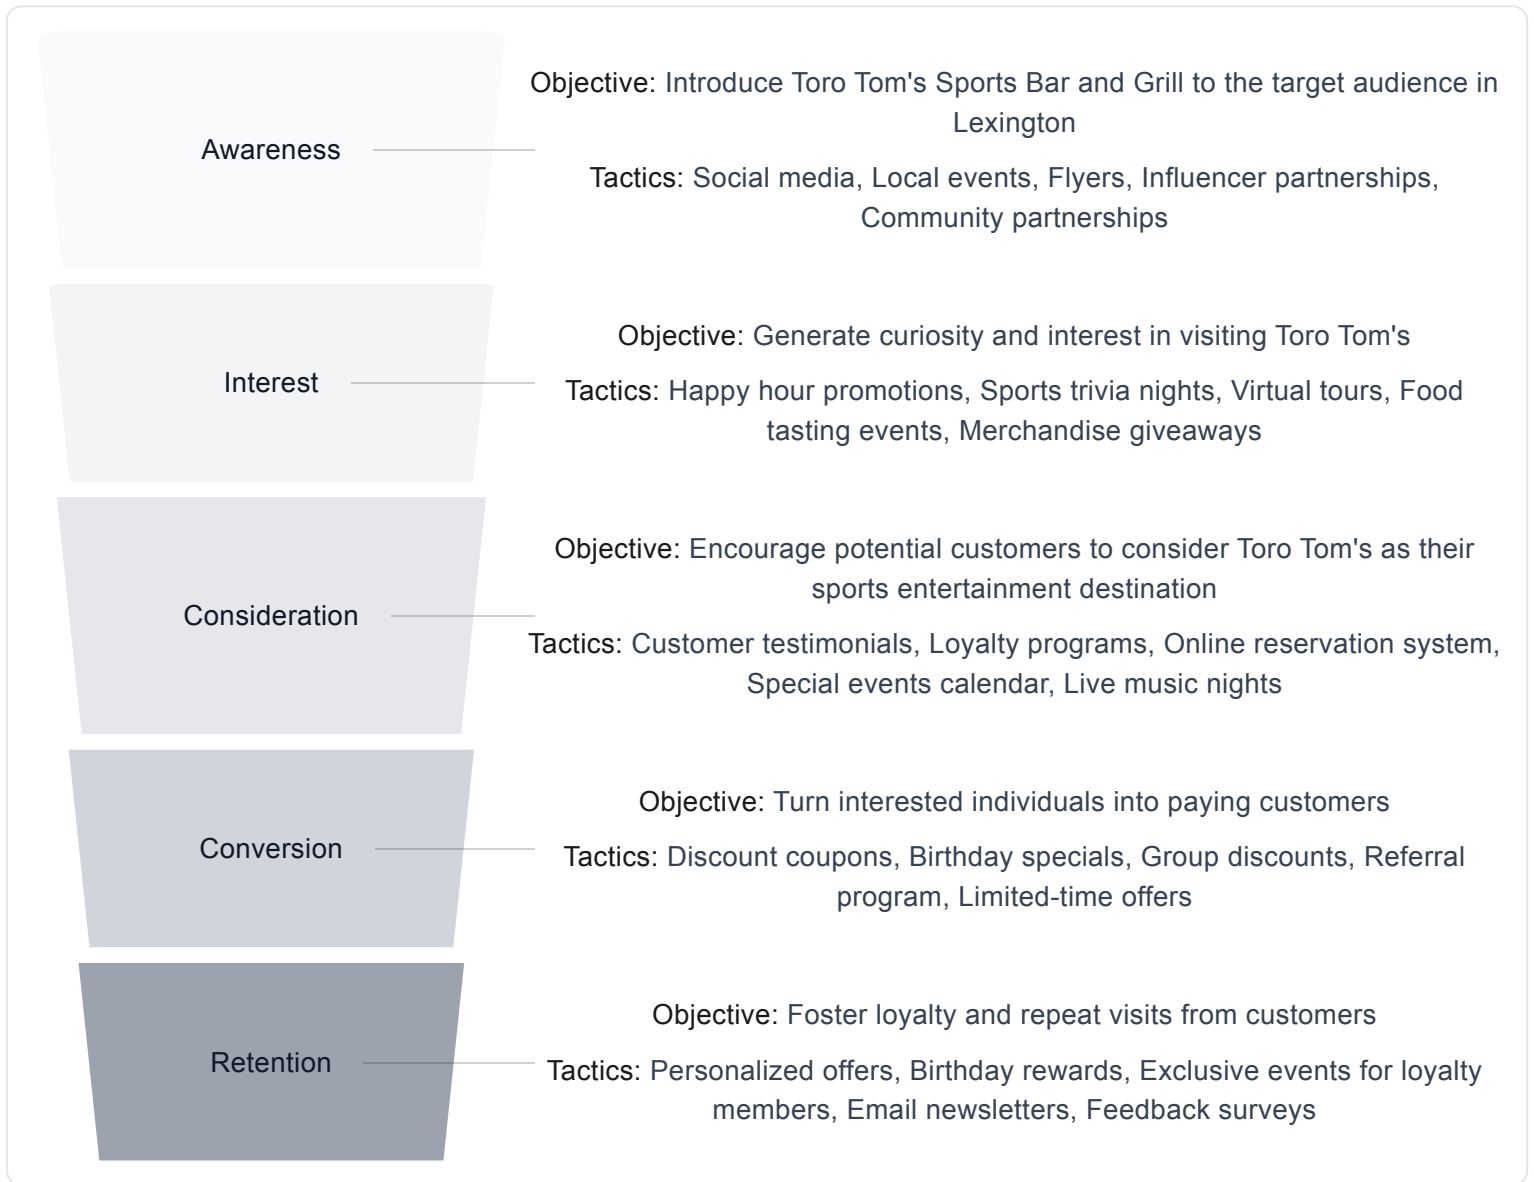 Awareness
Objective: Introduce Toro Tom's Sports Bar and Grill to the target audience in
Lexington
Tactics: Social media, Local events, Flyers, Influencer partnerships,
Community partnerships
Interest
Objective: Generate curiosity and interest in visiting Toro Tom's
Tactics: Happy hour promotions, Sports trivia nights, Virtual tours, Food
tasting events, Merchandise giveaways
Consideration
Objective: Encourage potential customers to consider Toro Tom's as their
sports entertainment destination
Tactics: Customer testimonials, Loyalty programs, Online reservation system,
Special events calendar, Live music nights
Conversion
Objective: Turn interested individuals into paying customers
Tactics: Discount coupons, Birthday specials, Group discounts, Referral
program, Limited-time offers
Retention
Objective: Foster loyalty and repeat visits from customers
Tactics: Personalized offers, Birthday rewards, Exclusive events for loyalty
members, Email newsletters, Feedback surveys